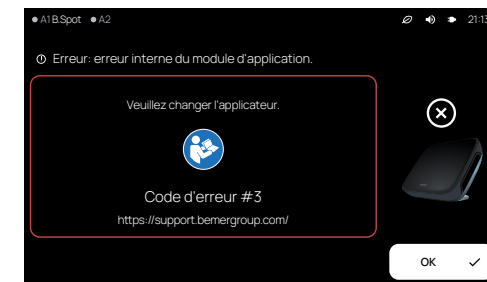 A1 B.Spot A2 21:13
Erreur: erreur interne du module d'application.
Veuillez changer l'applicateur.
Code d'erreur #3
https://support.bemergroup.com/
OK